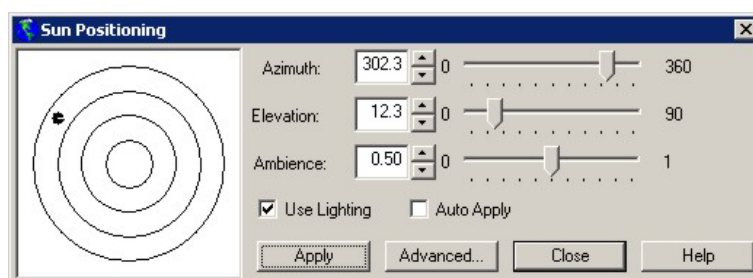 Sun Positioning
Azimuth: 302.3 0 360
Elevation: 12.3 0 90
Ambience: 0.50 0 1
Use Lighting Auto Apply
Apply Advanced... Close Help